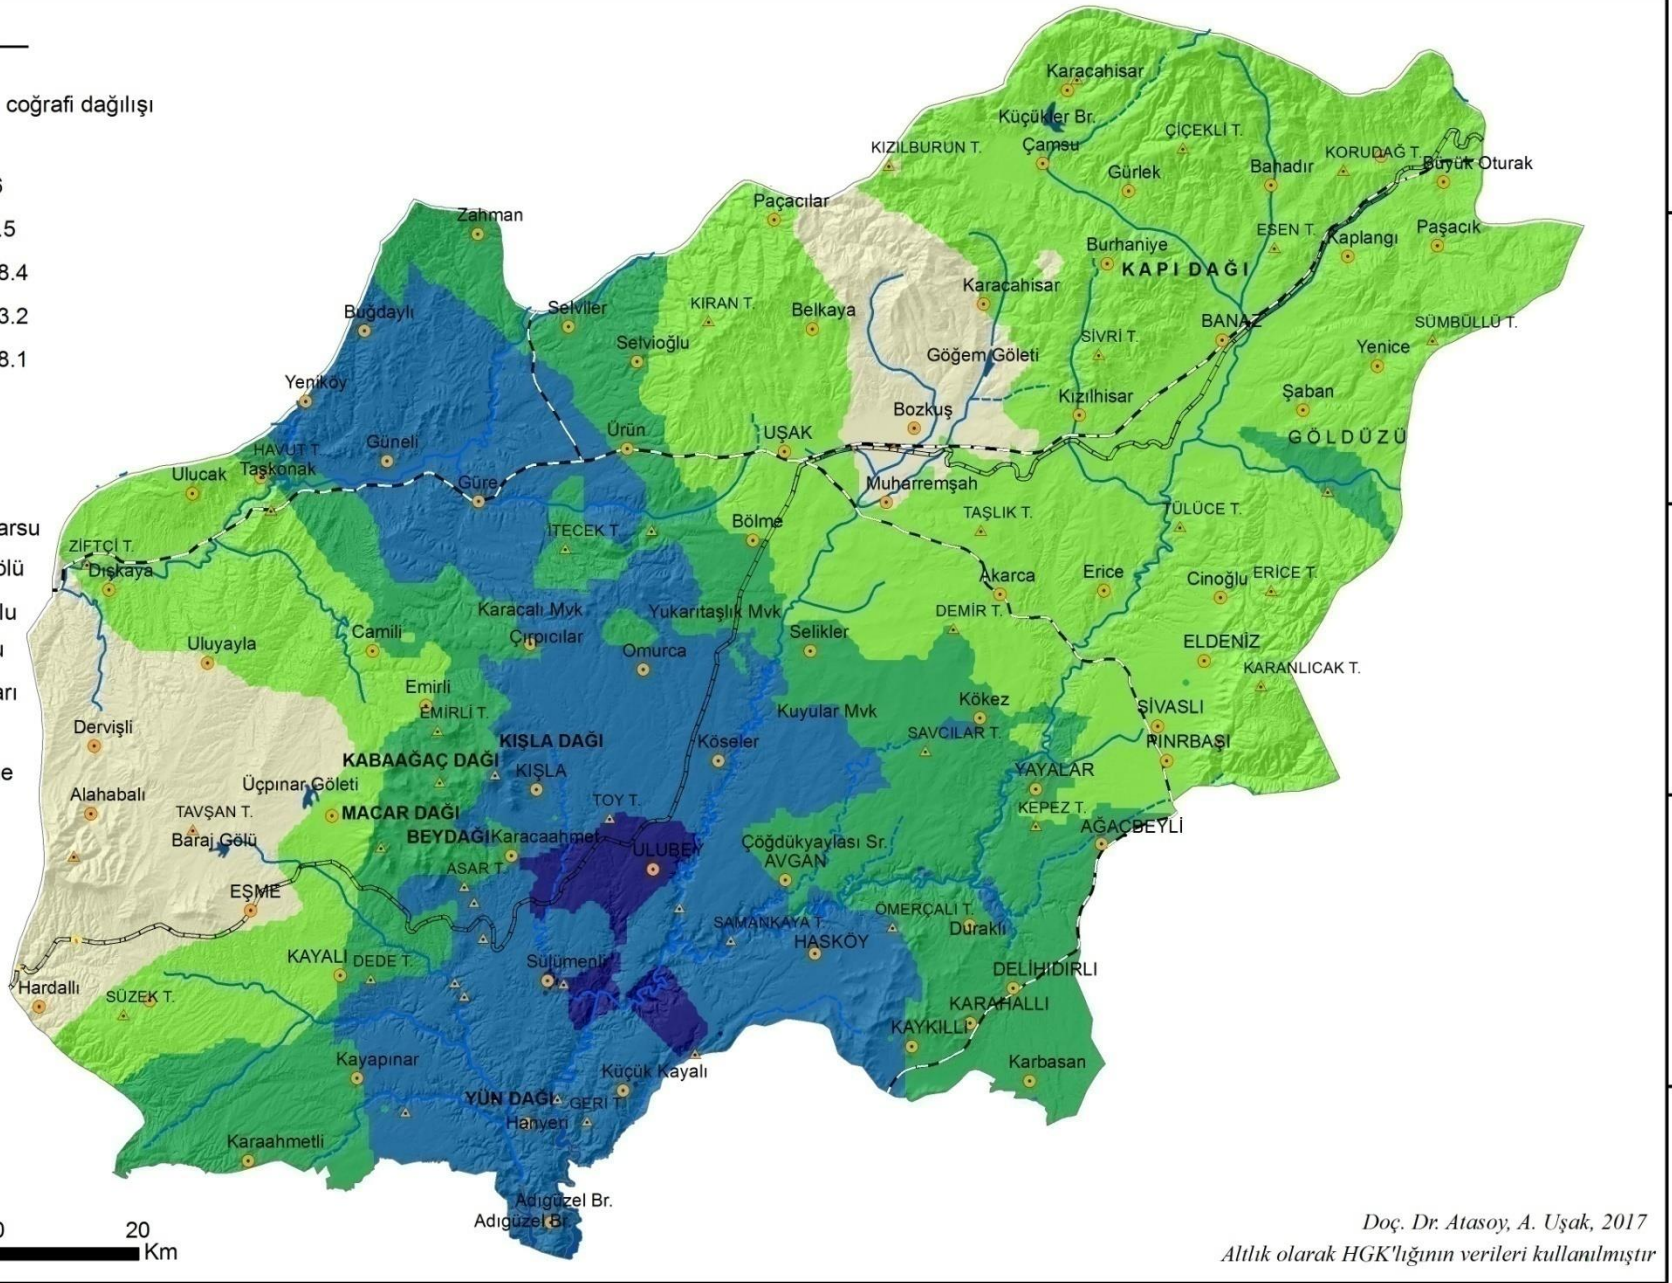 coğrafi dağılışı
6
.5
8.4
3.2
8.1
arsu
ölü
lu
arı
e
0
20
Km
Karacahisar
Küçükler Br.
KIZILBURUN T.
Çamsu
ÇİÇEKLİ T.
Gürlek
Bahadır
KORUDAĞ T.
Büyük Oturak
Zahman
Paçacılar
Burhaniye
ESEN T.
Kaplangı
Paşacık
KAPI DAĞI
Karacahisar
Buğdaylı
Selviler
KIRAN T.
Belkaya
Selvioğlu
Göğem Göleti
SİVRİ T.
BANAZ
SÜMBÜLLÜ T.
Yenice
Yeniköy
Kızılhisar
Şaban
Bozkuş
GÖLDÜZÜ
HAVUT T.
Güneli
Ürün
UŞAK
Ulucak
Taşkonak
Güre
Muharremşah
TAŞLIK T.
TÜLÜCE T.
İTECEK T.
Bölme
ZİFTÇİ T.
Dışkaya
Akarca
Erice
Cinoğlu
ERİCE T.
Karacalı Mvk
Yukarıtaşlık Mvk
DEMİR T.
Camili
Çırpıcılar
Selikler
Uluyayla
Omurca
ELDENİZ
KARANLICAK T.
Emirli
EMİRLİ T.
Kuyular Mvk
Kökez
SİVASLI
Dervişli
KIŞLA DAĞI
Köseler
SAVCILAR T.
PINRBAŞI
KABAAĞAÇ DAĞI
KIŞLA
YAYALAR
Üçpınar Göleti
Alahabalı
TAVŞAN T.
MACAR DAĞI
TOY T.
KEPEZ T.
Baraj Gölü
BEYDAĞI
Karacaahmet
ULUBEY
Çöğdükyaylası Sr.
AĞAÇBEYLİ
ASAR T.
AVGAN
EŞME
ÖMERÇALI T.
SAMANKAYA T.
Duraklı
HASKÖY
KAYALI
DEDE T.
Sülümenli
DELİHIDIRLI
Hardallı
SÜZEK T.
KARAHALLI
KAYKILLI
Kayapınar
Küçük Kayalı
Karbasan
YÜN DAĞI
GERİ T.
Hanyeri
Karaahmetli
Adıgüzel Br.
Adıgüzel Br.
Doç. Dr. Atasoy, A. Uşak, 2017
Altlık olarak HGK'lığının verileri kullanılmıştır